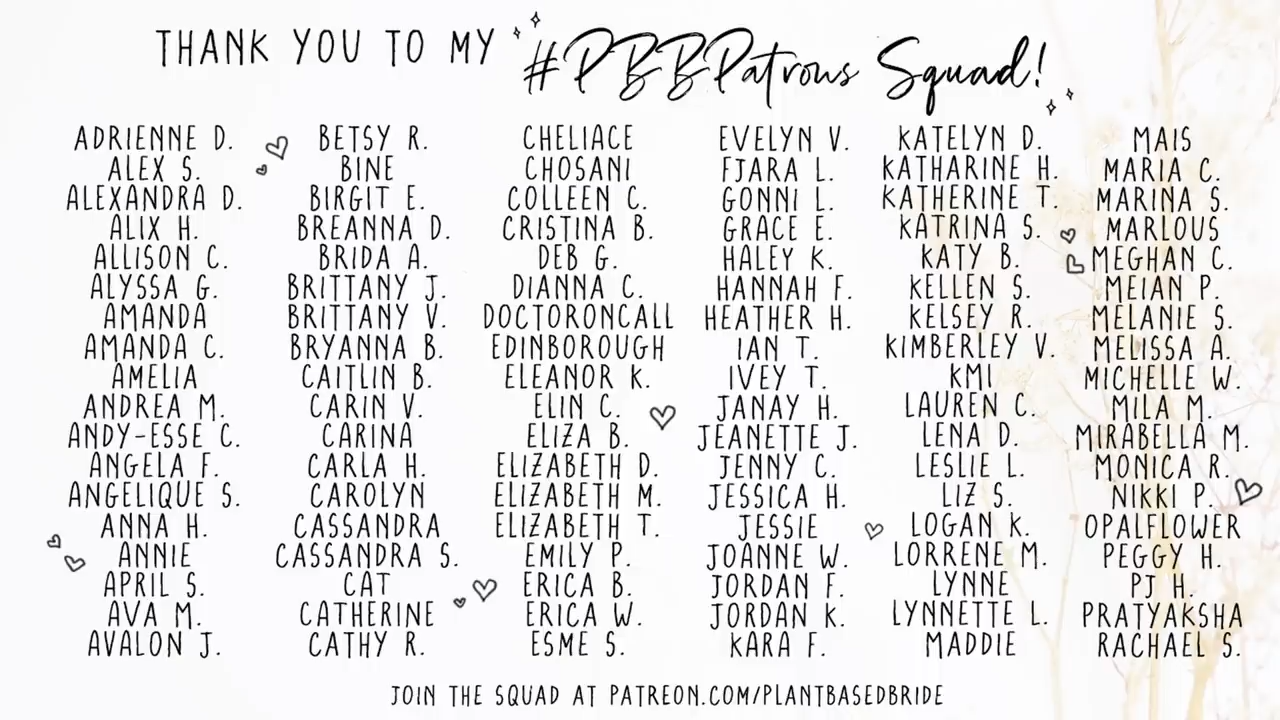 THANK YOU TO MY #PBBPatrons Squad!
ADRIENNE D.
ALEX S.
ALEXANDRA D.
ALIX H.
ALLISON C.
ALYSSA G.
AMANDA
AMANDA C.
AMELIA
ANDREA M.
ANDY-ESSE C.
ANGELA F.
ANGELIQUE S.
ANNA H.
ANNIE
APRIL S.
AVA M.
AVALON J.
BETSY R.
BINE
BIRGIT E.
BREANNA D.
BRIDA A.
BRITTANY J.
BRITTANY V.
BRYANNA B.
CAITLIN B.
CARIN V.
CARINA
CARLA H.
CAROLYN
CASSANDRA
CASSANDRA S.
CAT
CATHERINE
CATHY R.
CHELIACE
CHOSANI
COLLEEN C.
CRISTINA B.
DEB G.
DIANNA C.
DOCTORONCALL
EDINBOROUGH
ELEANOR K.
ELIN C.
ELIZA B.
ELIZABETH D.
ELIZABETH M.
ELIZABETH T.
EMILY P.
ERICA B.
ERICA W.
ESME S.
EVELYN V.
FJARA L.
GONNI L.
GRACE E.
HALEY K.
HANNAH F.
HEATHER H.
IAN T.
IVEY T.
JANAY H.
JEANETTE J.
JENNY C.
JESSICA H.
JESSIE
JOANNE W.
JORDAN F.
JORDAN K.
KARA F.
KATELYN D.
KATHARINE H.
KATHERINE T.
KATRINA S.
KATY B.
KELLEN S.
KELSEY R.
KIMBERLEY V.
KMI
LAUREN C.
LENA D.
LESLIE L.
LIZ S.
LOGAN K.
LORRENE M.
LYNNE
LYNNETTE L.
MADDIE
MAIS
MARIA C.
MARINA S.
MARLOUS
MEGHAN C.
MEIAN P.
MELANIE S.
MELISSA A.
MICHELLE W.
MILA M.
MIRABELLA M.
MONICA R.
NIKKI P.
OPALFLOWER
PEGGY H.
PJ H.
PRATYAKSHA
RACHAEL S.
JOIN THE SQUAD AT PATREON.COM/PLANTBASEDBRIDE